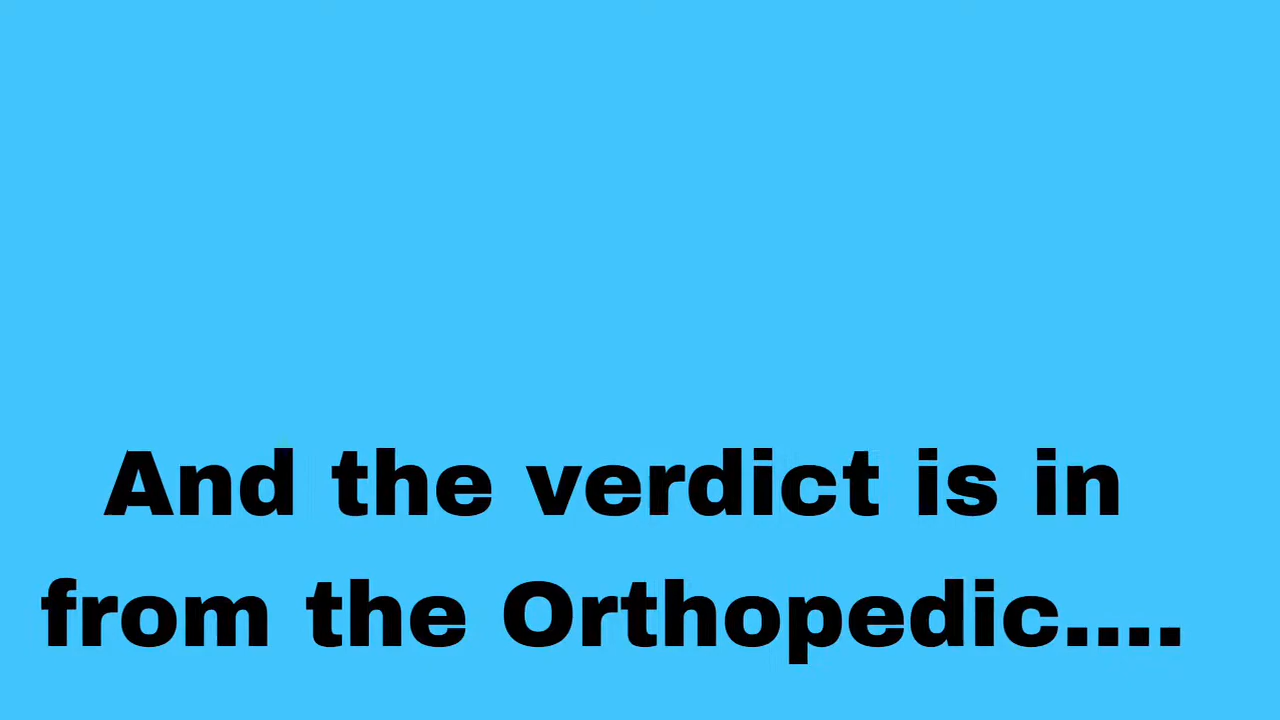 And the verdict is in
from the Orthopedic....